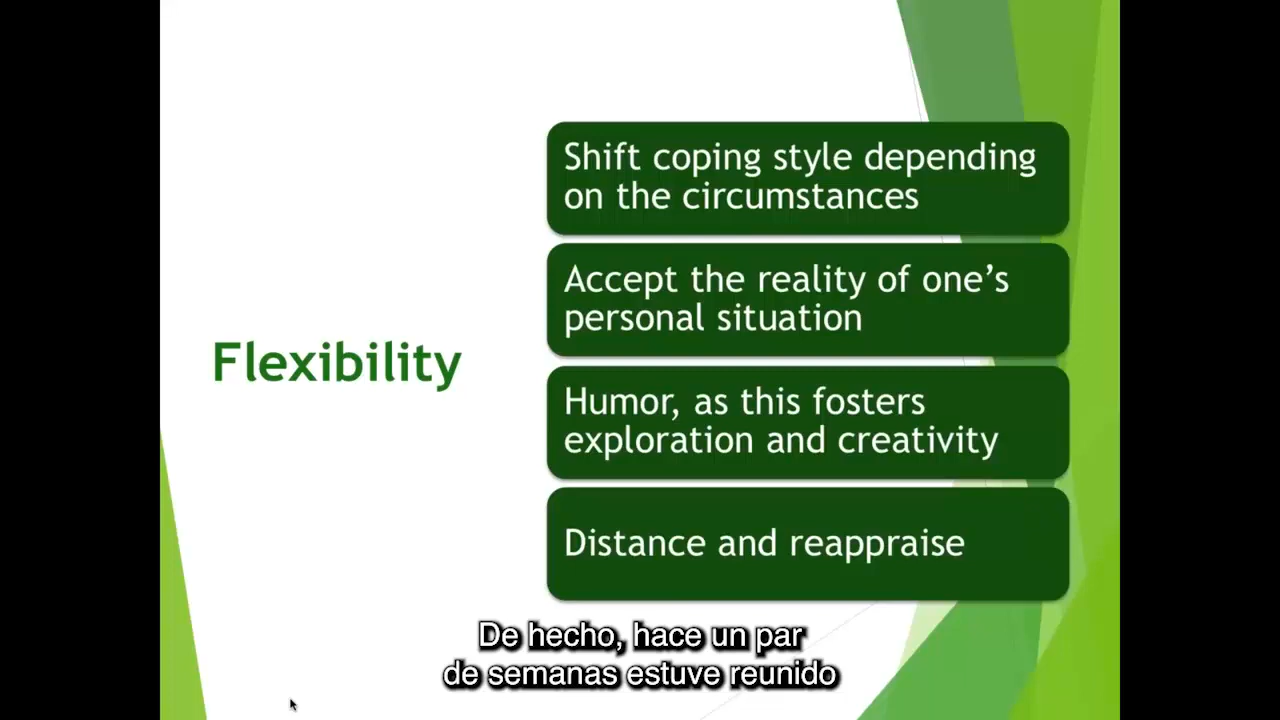 Flexibility
Shift coping style depending
on the circumstances
Accept the reality of one’s
personal situation
Humor, as this fosters
exploration and creativity
Distance and reappraise
De hecho, hace un par
de semanas estuve reunido